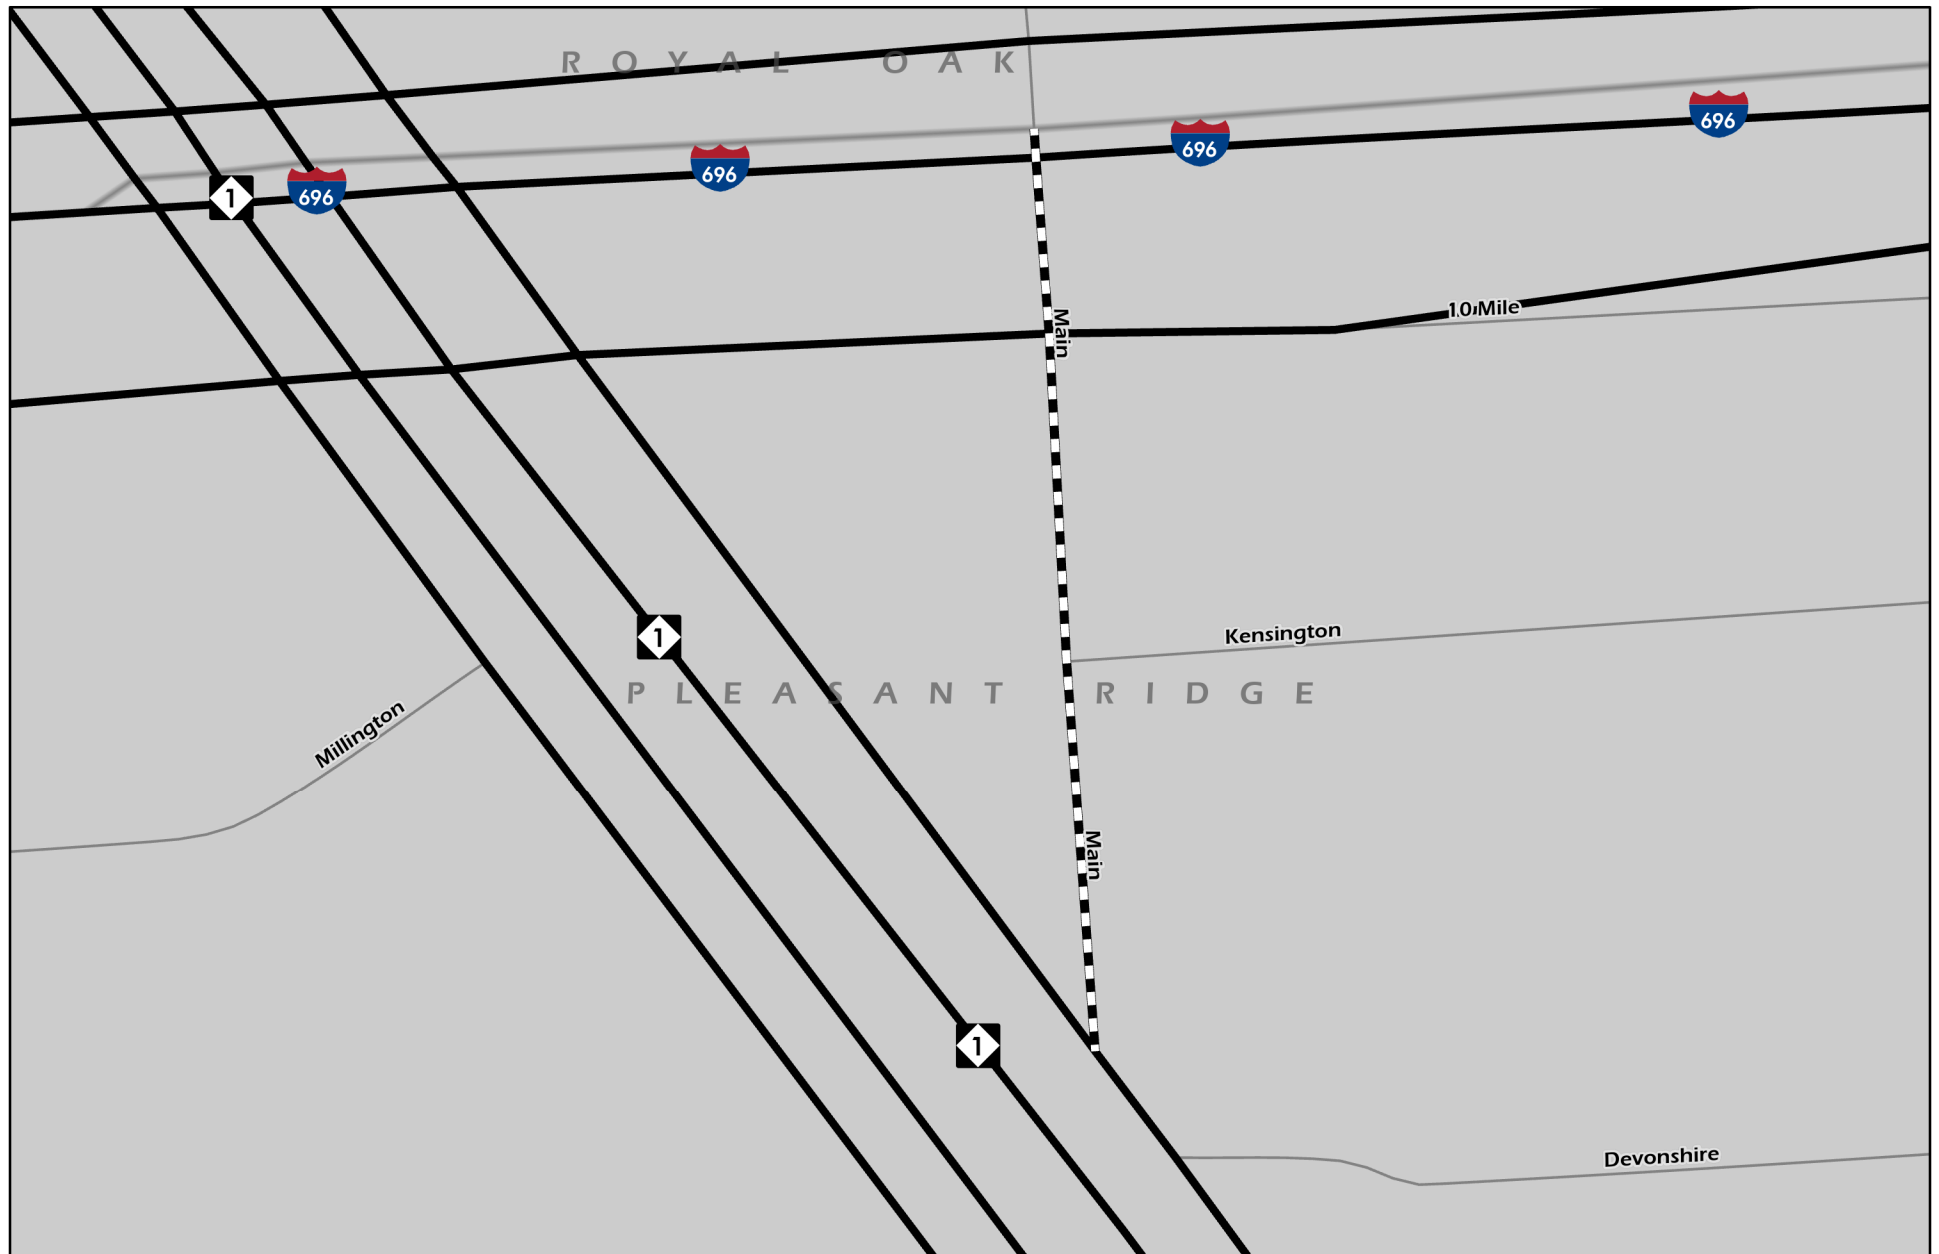 ROYAL OAK
696
696
696
1
696
10 Mile
Main
Kensington
1
PLEASANT RIDGE
Millington
Main
1
Devonshire